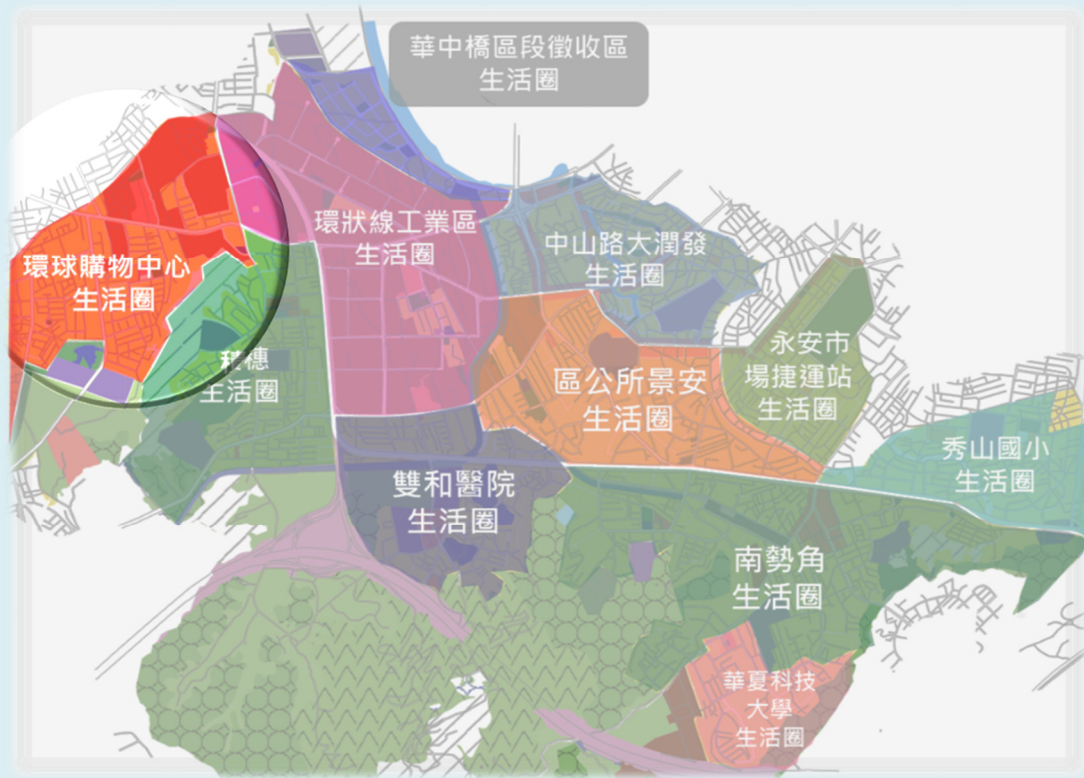 華中橋區段徵收區
生活圈
環狀線工業區
生活圈
中山路大潤發
生活圈
環球購物中心
生活圈
積穗
生活圈
區公所景安
生活圈
永安市
場捷運站
生活圈
秀山國小
生活圈
雙和醫院
生活圈
南勢角
生活圈
華夏科技
大學
生活圈